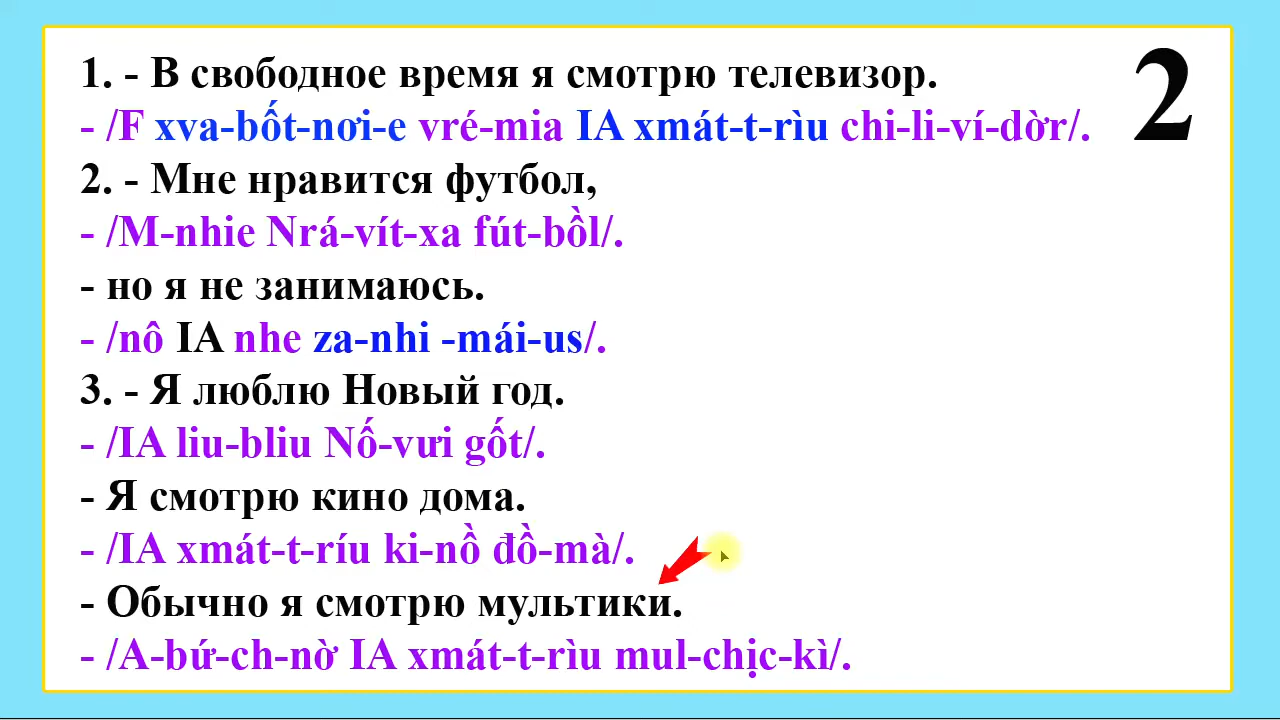 1. - В свободное время я смотрю телевизор.
- /F xva-bốt-nơi-e vré-mia IA xmát-t-rìu chi-li-ví-dờr/.
2. - Мне нравится футбол,
- /M-nhie Nrá-vít-xa fút-bồl/.
- но я не занимаюсь.
- /nô IA nhe za-nhi -mái-us/.
3. - Я люблю Новый год.
- /IA liu-bliu Nố-vưi gốt/.
- Я смотрю кино дома.
- /IA xmát-t-ríu ki-nồ đồ-mà/.
- Обычно я смотрю мультики.
- /A-bứ-ch-nờ IA xmát-t-rìu mul-chịc-kì/.
2